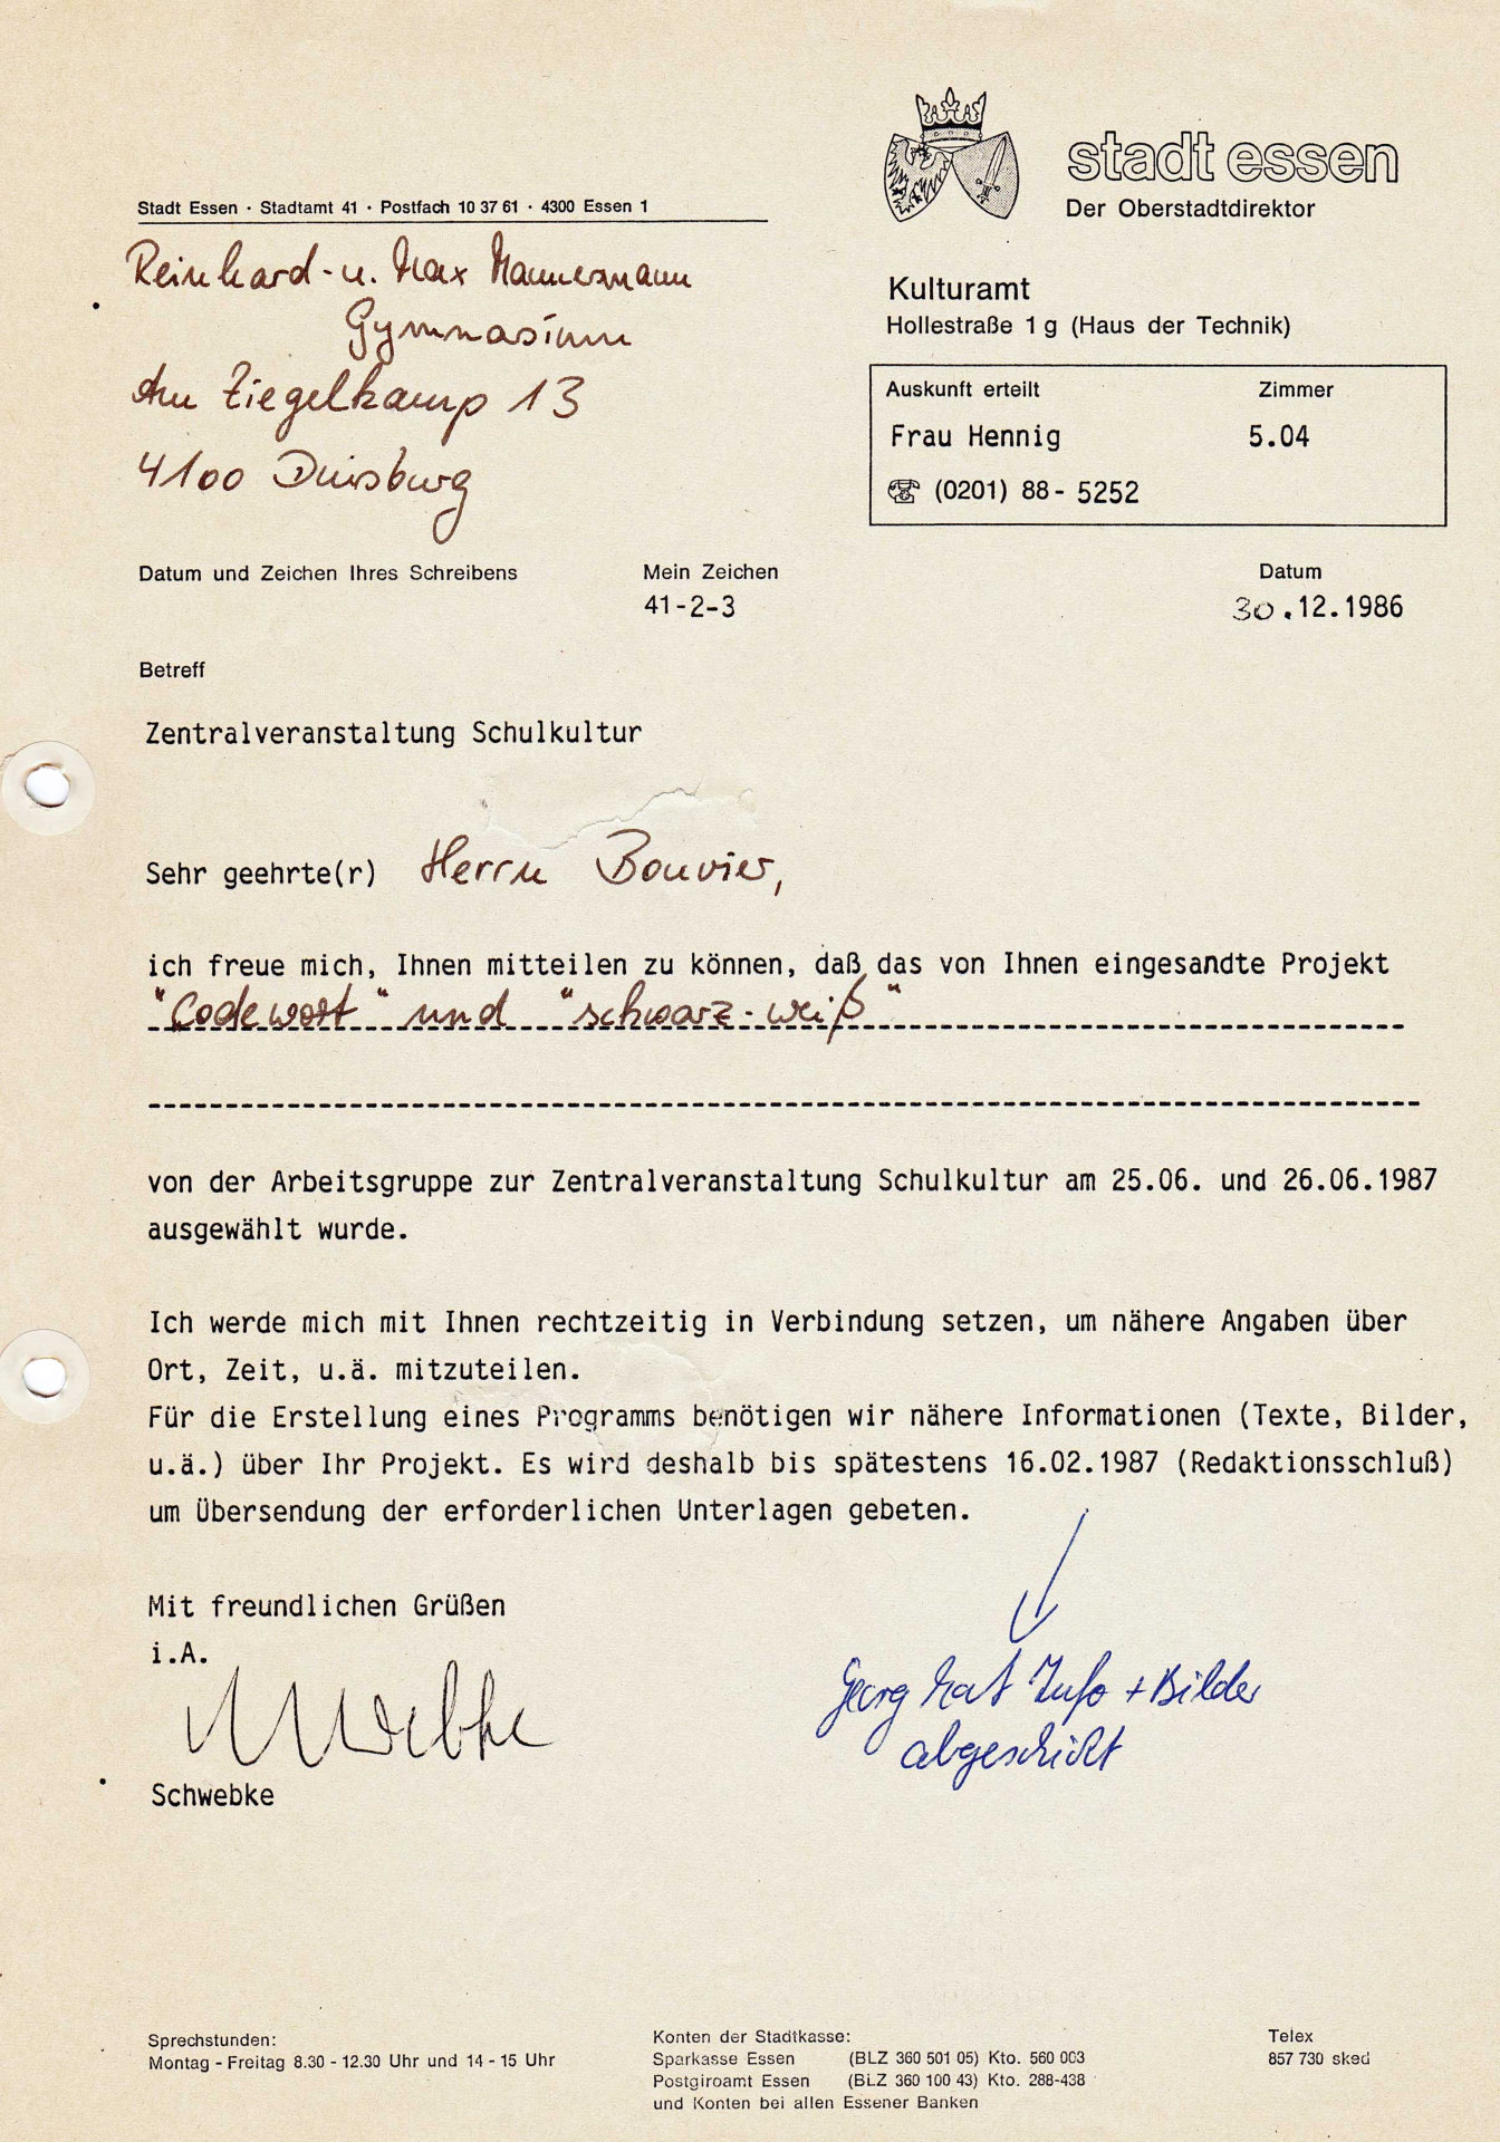 stadt essen
Der Oberstadtdirektor
Stadt Essen · Stadtamt 41 · Postfach 10 37 61 · 4300 Essen 1
Reinhard- u. Max Mannesmann
Gymnasium
Am Ziegelkamp 13
4100 Duisburg
Kulturamt
Hollestraße 1 g (Haus der Technik)
Auskunft erteilt Zimmer
Frau Hennig 5.04
(0201) 88 - 5252
Datum und Zeichen Ihres Schreibens Mein Zeichen Datum
41-2-3 30.12.1986
Betreff
Zentralveranstaltung Schulkultur
Sehr geehrte(r) Herrn Bouvier,
ich freue mich, Ihnen mitteilen zu können, daß das von Ihnen eingesandte Projekt
"Codewort" und "schwarz-weiß"
von der Arbeitsgruppe zur Zentralveranstaltung Schulkultur am 25.06. und 26.06.1987
ausgewählt wurde.
Ich werde mich mit Ihnen rechtzeitig in Verbindung setzen, um nähere Angaben über
Ort, Zeit, u.ä. mitzuteilen.
Für die Erstellung eines Programms benötigen wir nähere Informationen (Texte, Bilder,
u.ä.) über Ihr Projekt. Es wird deshalb bis spätestens 16.02.1987 (Redaktionsschluß)
um Übersendung der erforderlichen Unterlagen gebeten.
Mit freundlichen Grüßen
i.A.
Schwebke
Georg hat Info + Bilder
abgeschickt
Sprechstunden:
Montag - Freitag 8.30 - 12.30 Uhr und 14 - 15 Uhr
Konten der Stadtkasse:
Sparkasse Essen (BLZ 360 501 05) Kto. 560 003
Postgiroamt Essen (BLZ 360 100 43) Kto. 288-438
und Konten bei allen Essener Banken
Telex
857 730 sked